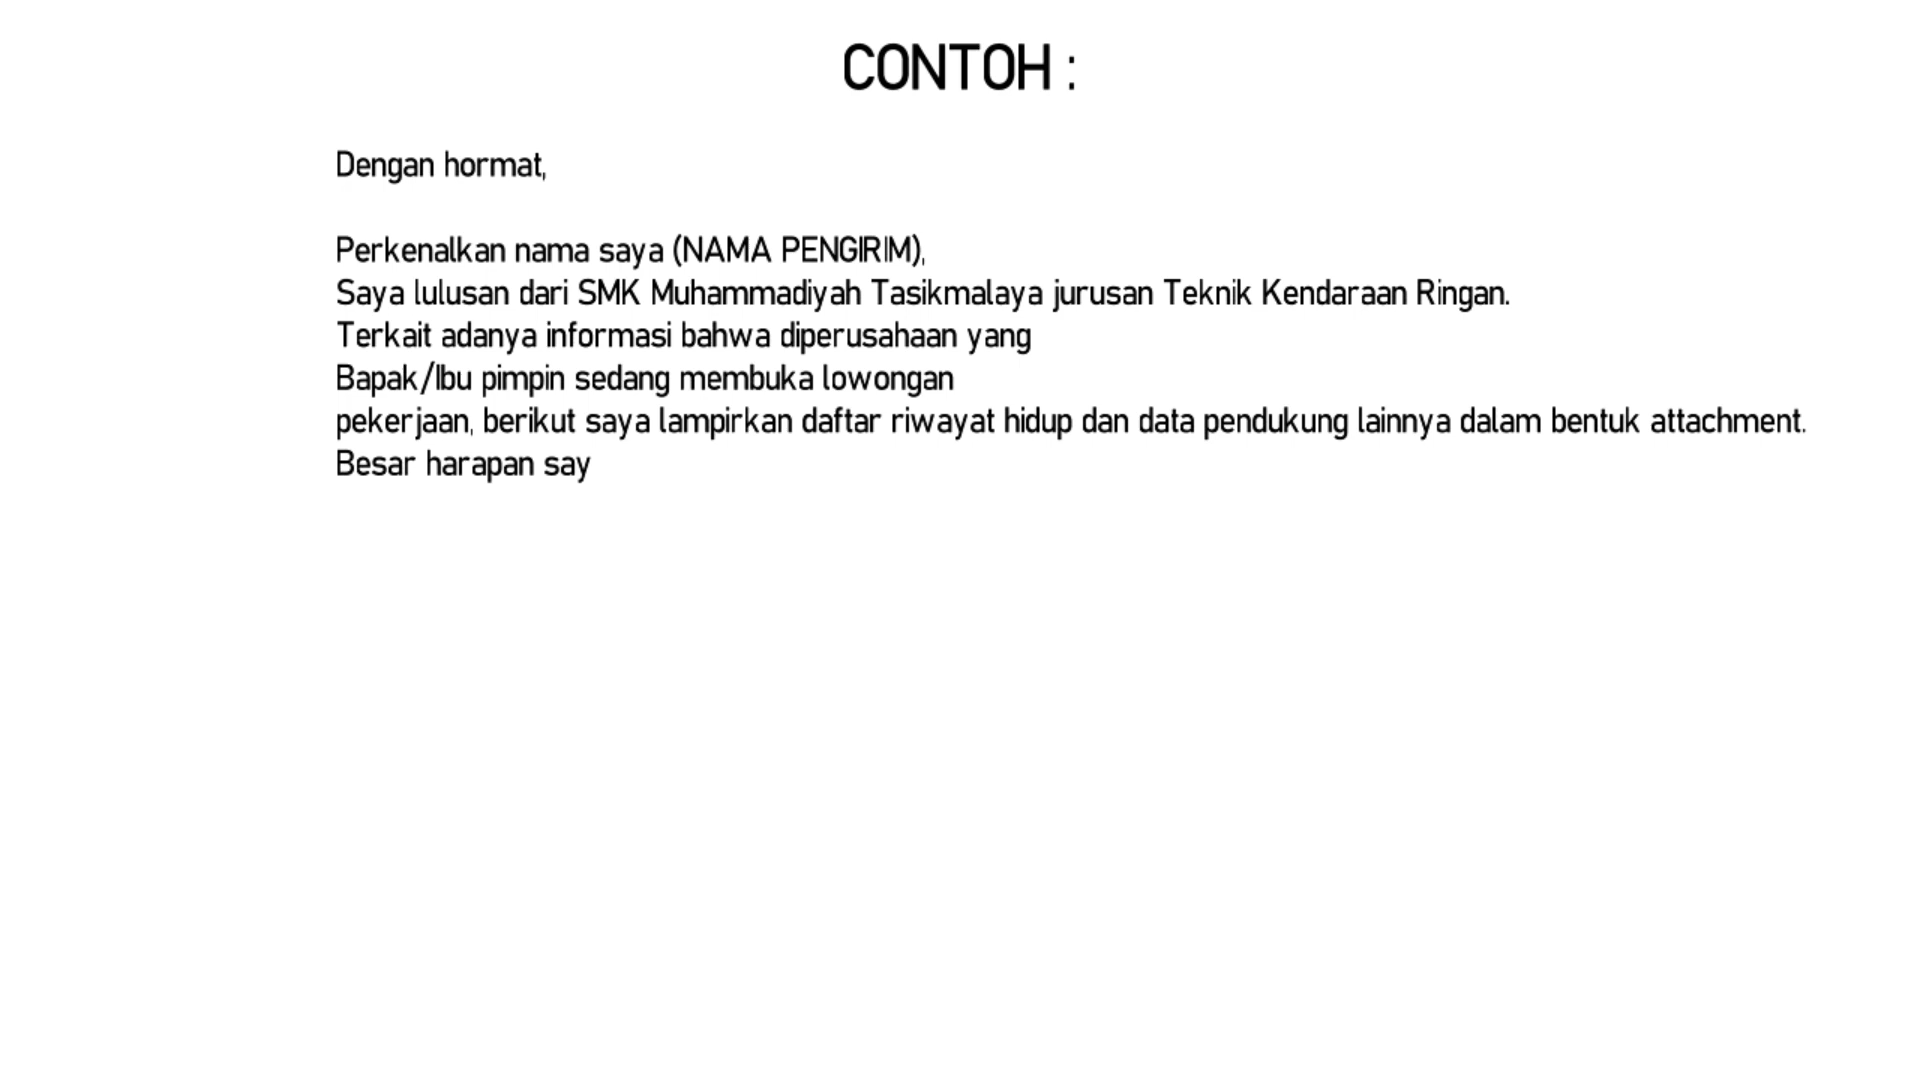 CONTOH :
Dengan hormat,
Perkenalkan nama saya (NAMA PENGIRIM),
Saya lulusan dari SMK Muhammadiyah Tasikmalaya jurusan Teknik Kendaraan Ringan.
Terkait adanya informasi bahwa diperusahaan yang
Bapak/Ibu pimpin sedang membuka lowongan
pekerjaan, berikut saya lampirkan daftar riwayat hidup dan data pendukung lainnya dalam bentuk attachment.
Besar harapan say